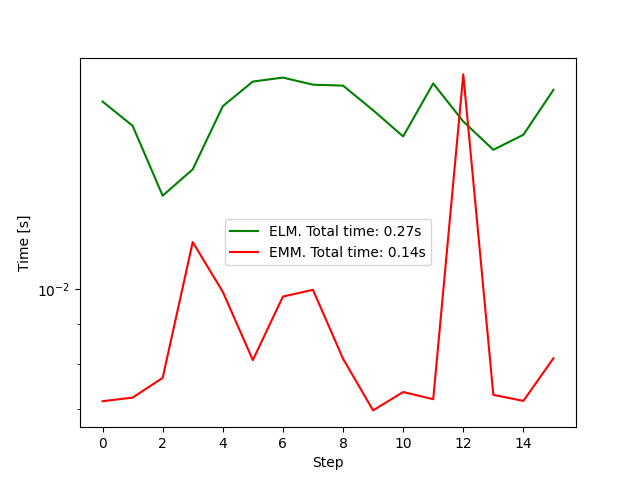 Time [s]
10⁻²
ELM. Total time: 0.27s
EMM. Total time: 0.14s
0 2 4 6 8 10 12 14
Step